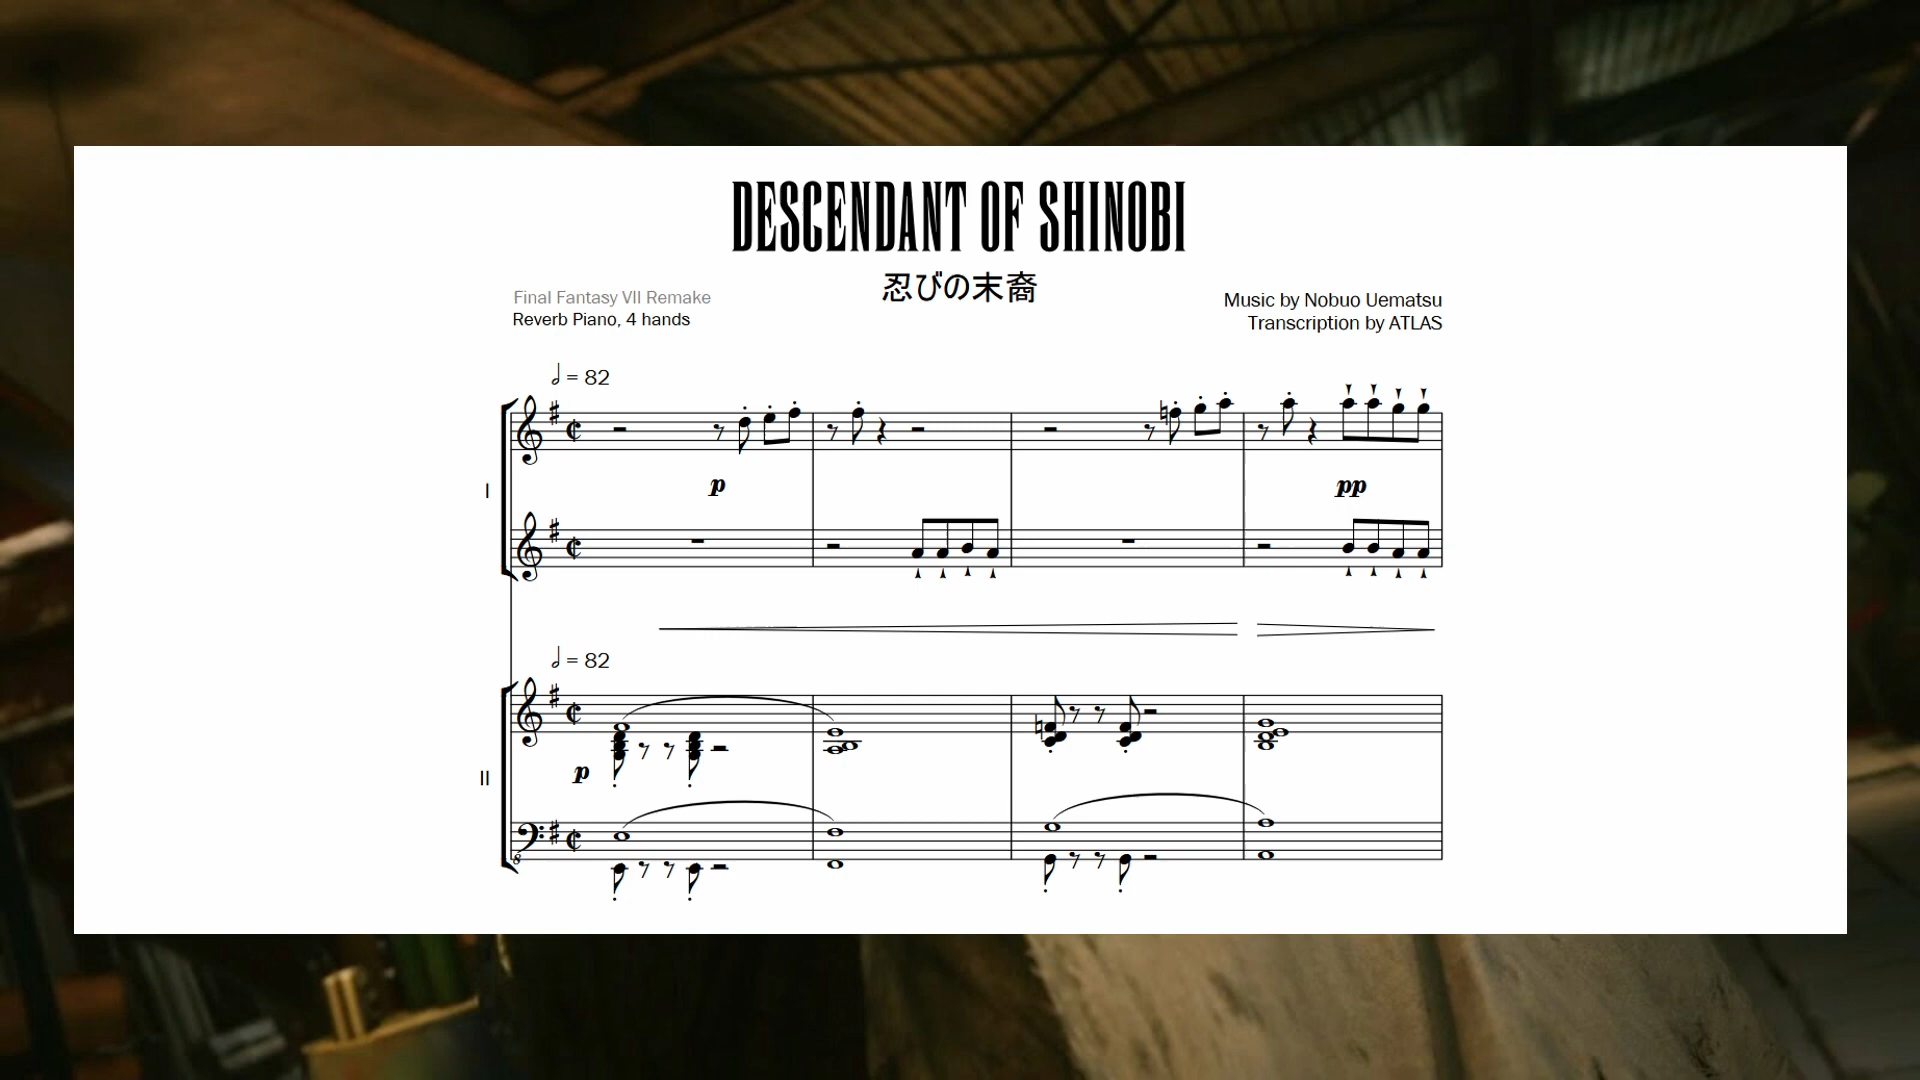 DESCENDANT OF SHINOBI
忍びの末裔
Final Fantasy VII Remake
Reverb Piano, 4 hands
Music by Nobuo Uematsu
Transcription by ATLAS
= 82
I
p
pp
= 82
II
p
8